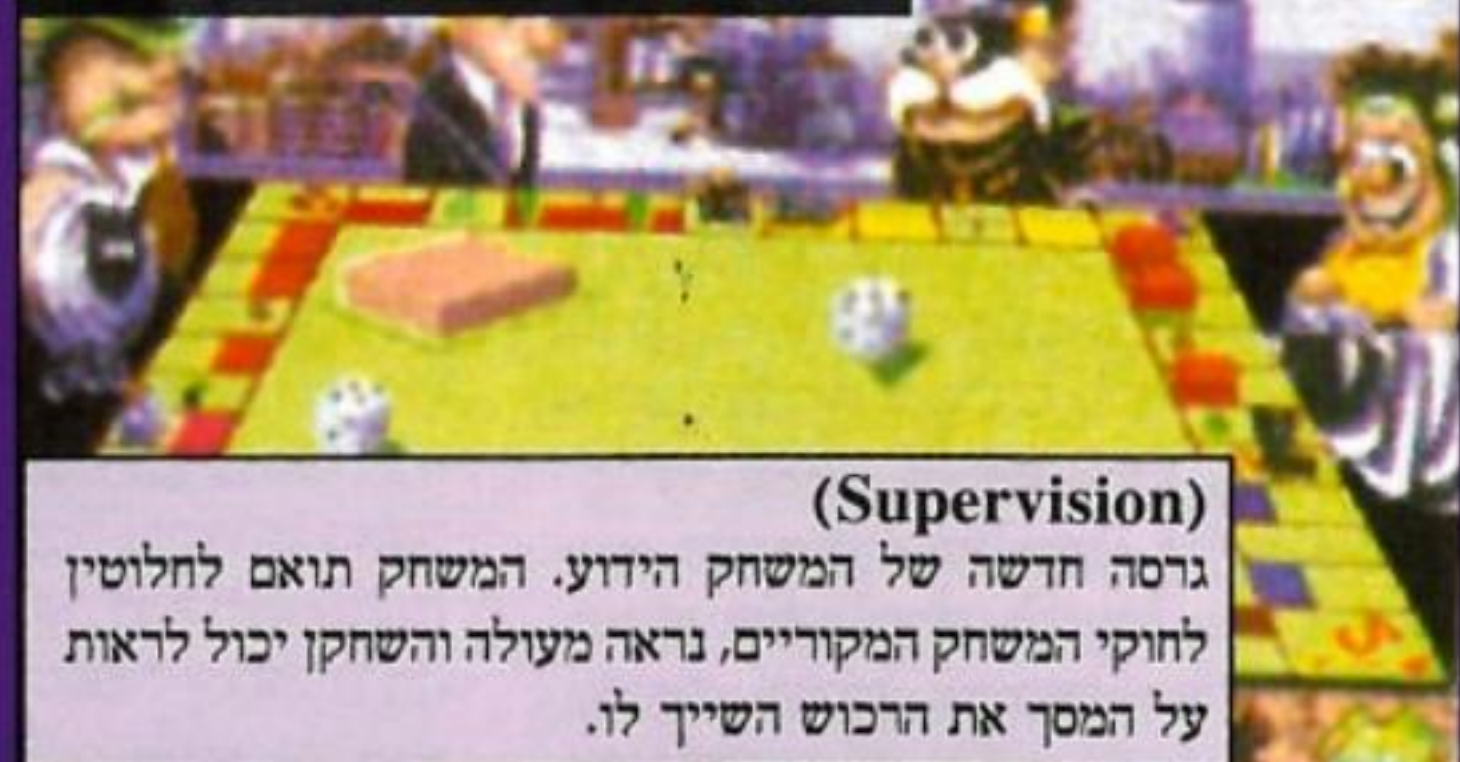 (Supervision)
גרסה חדשה של המשחק הידוע. המשחק תואם לחלוטין
לחוקי המשחק המקוריים, נראה מעולה והשחקן יכול לראות
על המסך את הרכוש השייך לו.